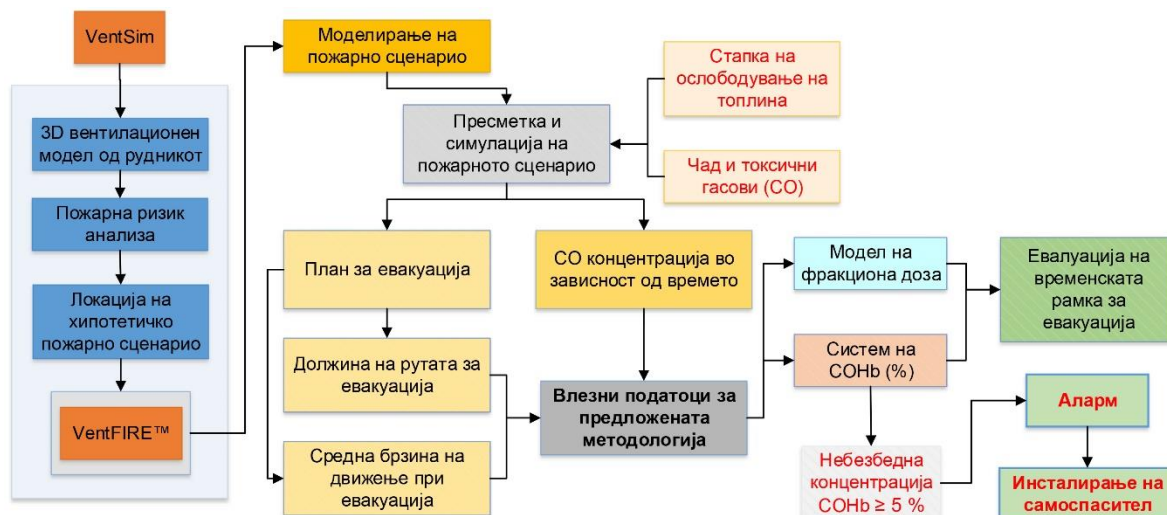 VentSim
3D вентилационен
модел од рудникот
Пожарна ризик
анализа
Локација на
хипотетичко
пожарно сценарио
VentFIRE™
Моделирање на
пожарно сценарио
Стапка на
ослободување на
топлина
Пресметка и
симулација на
пожарното сценарио
Чад и токсични
гасови (CO)
План за евакуација
CO концентрација во
зависност од времето
Модел на
фракциона доза
Евалуација на
временската
рамка за
евакуација
Должина на рутата за
евакуација
Влезни податоци за
предложената
методологија
Систем на
COHb (%)
Средна брзина на
движење при
евакуација
Небезбедна
концентрација
COHb ≥ 5 %
Аларм
Инсталирање на
самоспасител